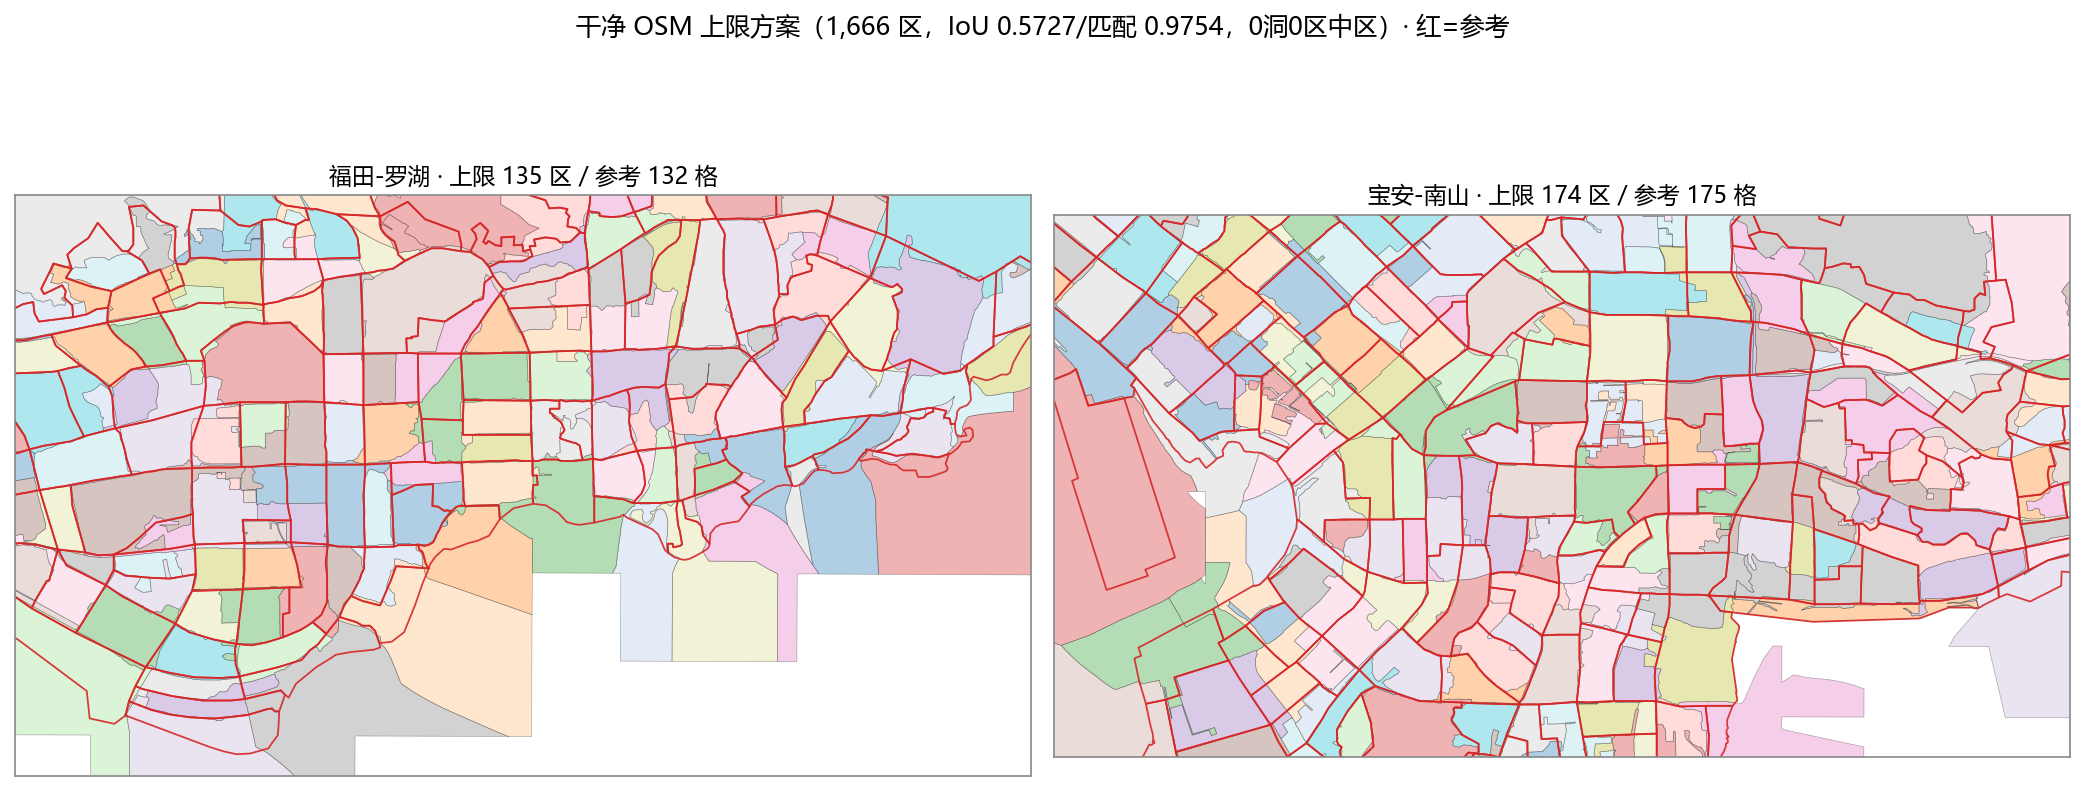 干净 OSM 上限方案（1,666 区，IoU 0.5727/匹配 0.9754，0洞0区中区）· 红=参考
福田-罗湖 · 上限 135 区 / 参考 132 格
宝安-南山 · 上限 174 区 / 参考 175 格